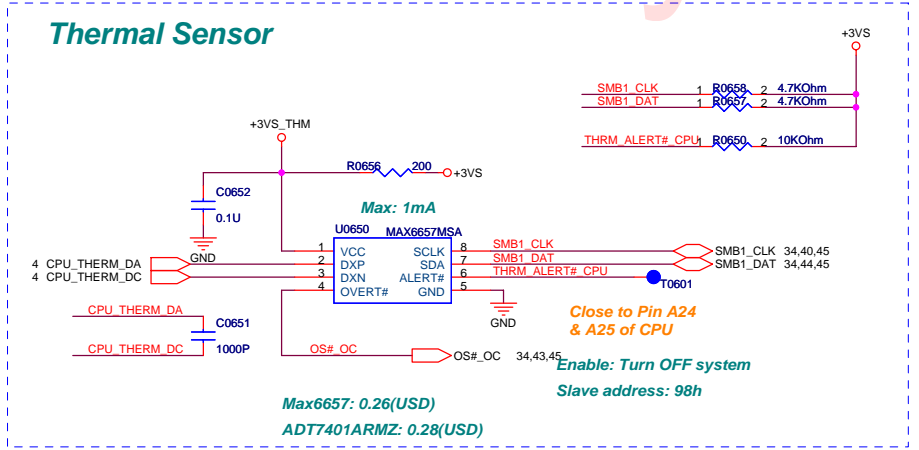 Thermal Sensor
+3VS
SMB1_CLK 1 R0658 2 4.7KOhm
SMB1_DAT 1 R0657 2 4.7KOhm
THRM_ALERT#_CPU 1 R0650 2 10KOhm
+3VS_THM
R0656 200 +3VS
C0652
0.1U
GND
Max: 1mA
U0650 MAX6657MSA
1 VCC SCLK 8 SMB1_CLK SMB1_CLK 34,40,45
4 CPU_THERM_DA 2 DXP SDA 7 SMB1_DAT SMB1_DAT 34,44,45
4 CPU_THERM_DC 3 DXN ALERT# 6 THRM_ALERT#_CPU T0601
4 OVERT# GND 5
GND
CPU_THERM_DA
C0651
1000P
CPU_THERM_DC
OS#_OC OS#_OC 34,43,45
Close to Pin A24
& A25 of CPU
Enable: Turn OFF system
Slave address: 98h
Max6657: 0.26(USD)
ADT7401ARMZ: 0.28(USD)